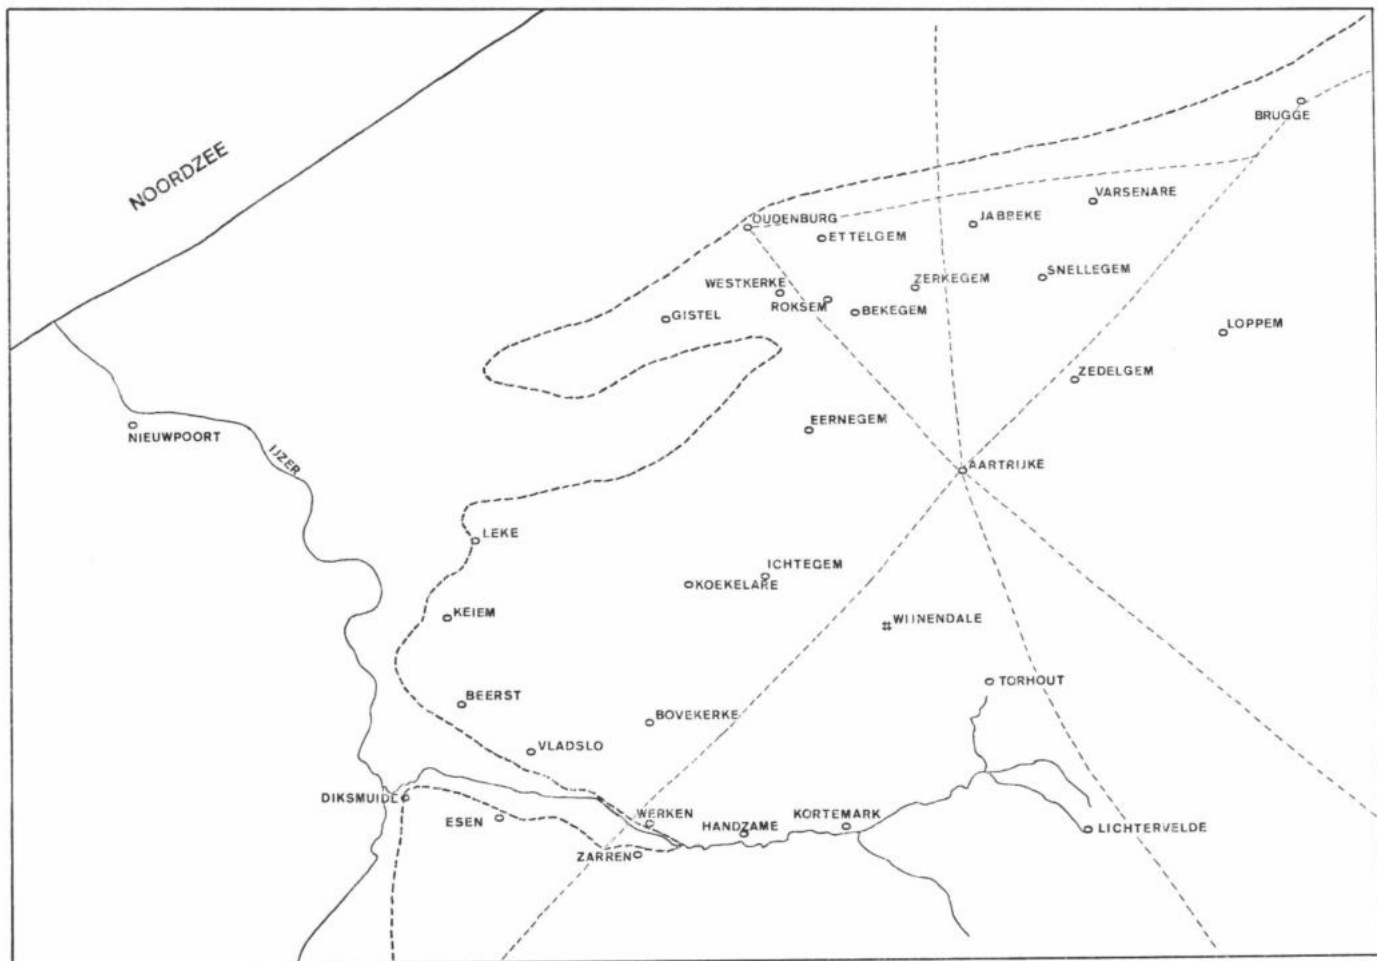 BRUGGE
NOORDZEE
VARSENARE
OUDENBURG
JABBEKE
ETTELGEM
SNELLEGEM
WESTKERKE
ZERKEGEM
ROKSEM
BEKEGEM
GISTEL
LOPPEM
ZEDELGEM
EERNEGEM
NIEUWPOORT
IJZER
AARTRIJKE
LEKE
ICHTEGEM
KOEKELARE
KEIEM
WIJNENDALE
TORHOUT
BEERST
BOVEKERKE
VLADSLO
DIKSMUIDE
ESEN
WERKEN
HANDZAME
KORTEMARK
LICHTERVELDE
ZARREN